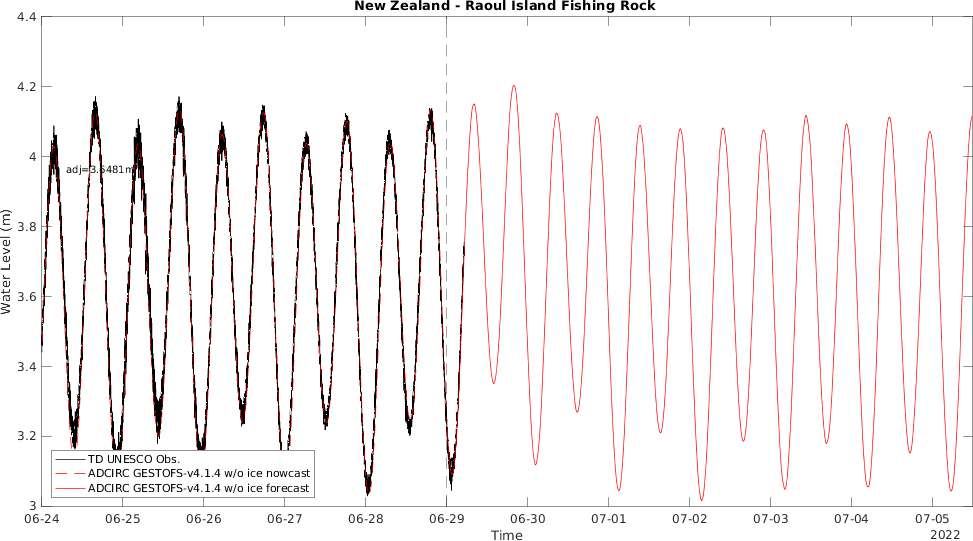 New Zealand - Raoul Island Fishing Rock
4.4
4.2
4
3.8
3.6
3.4
3.2
3
Water Level (m)
adj=3.6481m
TD UNESCO Obs.
ADCIRC GESTOFS-v4.1.4 w/o ice nowcast
ADCIRC GESTOFS-v4.1.4 w/o ice forecast
06-24 06-25 06-26 06-27 06-28 06-29 06-30 07-01 07-02 07-03 07-04 07-05
Time
2022